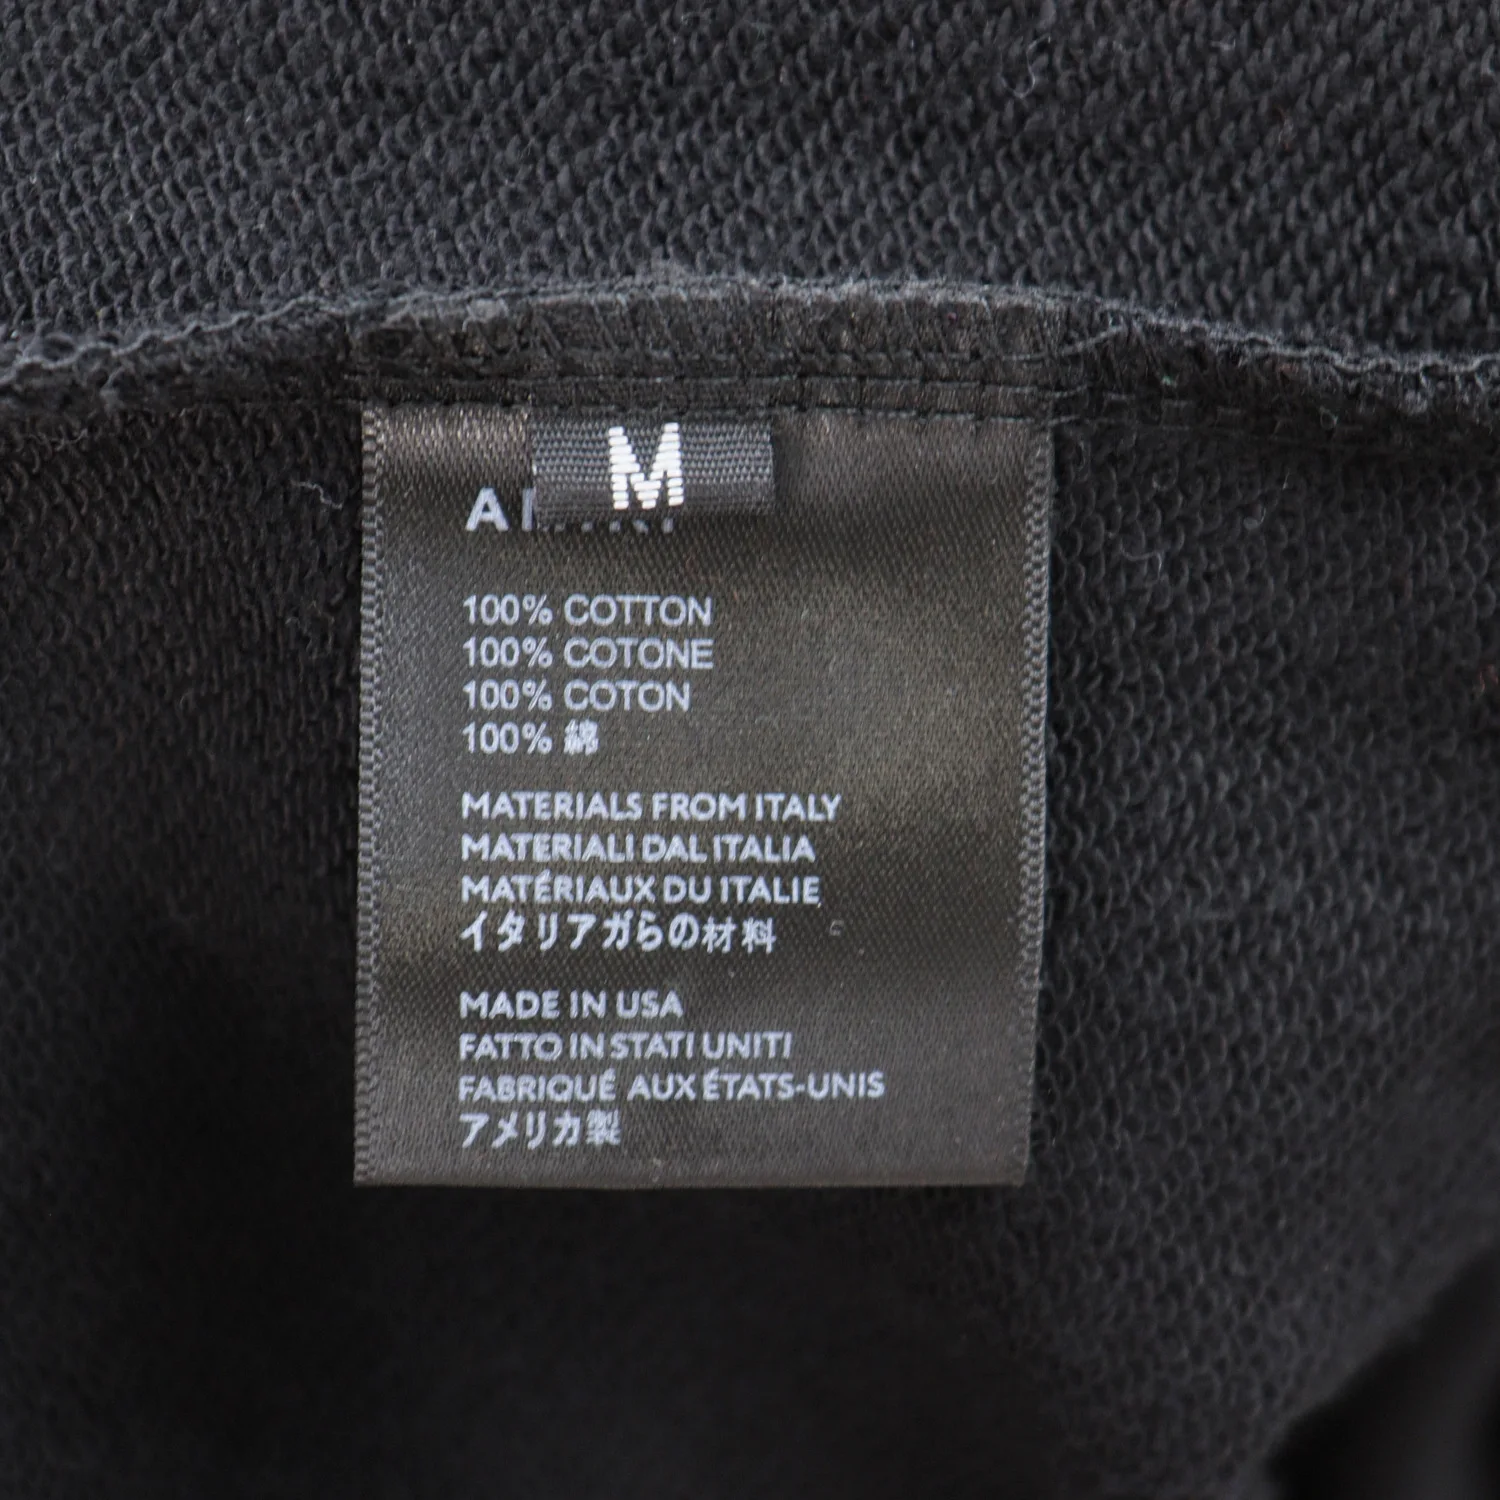 M
100% COTTON
100% COTONE
100% COTON
100% 綿
MATERIALS FROM ITALY
MATERIALI DAL ITALIA
MATÉRIAUX DU ITALIE
イタリアガらの材料
MADE IN USA
FATTO IN STATI UNITI
FABRIQUÉ AUX ÉTATS-UNIS
アメリカ製